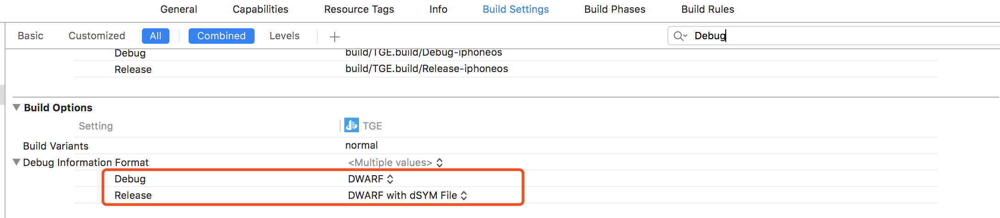 General Capabilities Resource Tags Info Build Settings Build Phases Build Rules
Basic Customized All Combined Levels + Debug
Debug build/TGE.build/Debug-iphoneos
Release build/TGE.build/Release-iphoneos
Build Options
Setting TGE
Build Variants normal
Debug Information Format <Multiple values>
Debug DWARF
Release DWARF with dSYM File